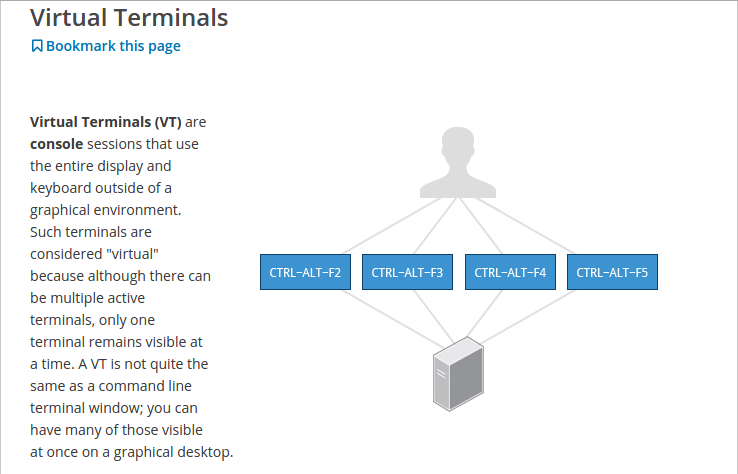 Virtual Terminals
Bookmark this page
Virtual Terminals (VT) are
console sessions that use
the entire display and
keyboard outside of a
graphical environment.
Such terminals are
considered "virtual"
because although there can
be multiple active
terminals, only one
terminal remains visible at
a time. A VT is not quite the
same as a command line
terminal window; you can
have many of those visible
at once on a graphical desktop.
CTRL−ALT−F2
CTRL−ALT−F3
CTRL−ALT−F4
CTRL−ALT−F5